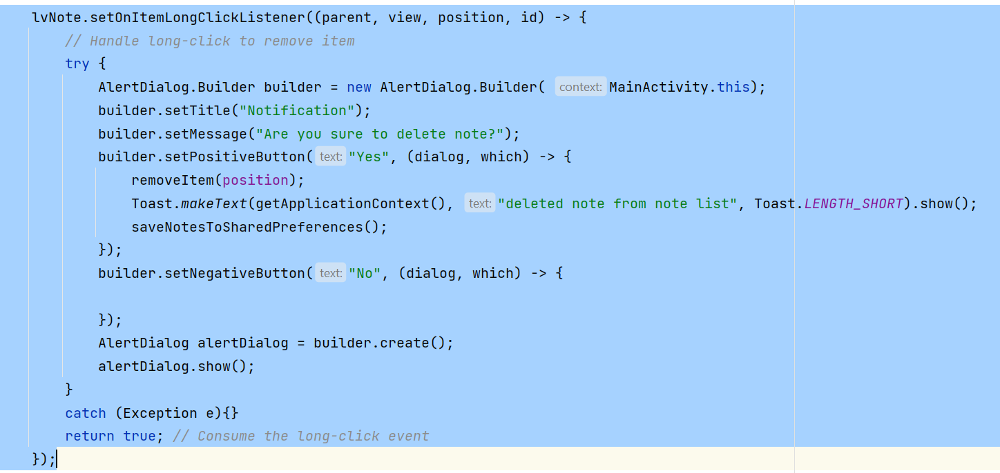 lvNote.setOnItemLongClickListener((parent, view, position, id) -> {
    // Handle long-click to remove item
    try {
        AlertDialog.Builder builder = new AlertDialog.Builder( context: MainActivity.this);
        builder.setTitle("Notification");
        builder.setMessage("Are you sure to delete note?");
        builder.setPositiveButton( text: "Yes", (dialog, which) -> {
            removeItem(position);
            Toast.makeText(getApplicationContext(), text: "deleted note from note list", Toast.LENGTH_SHORT).show();
            saveNotesToSharedPreferences();
        });
        builder.setNegativeButton( text: "No", (dialog, which) -> {

        });
        AlertDialog alertDialog = builder.create();
        alertDialog.show();
    }
    catch (Exception e){}
    return true; // Consume the long-click event
});